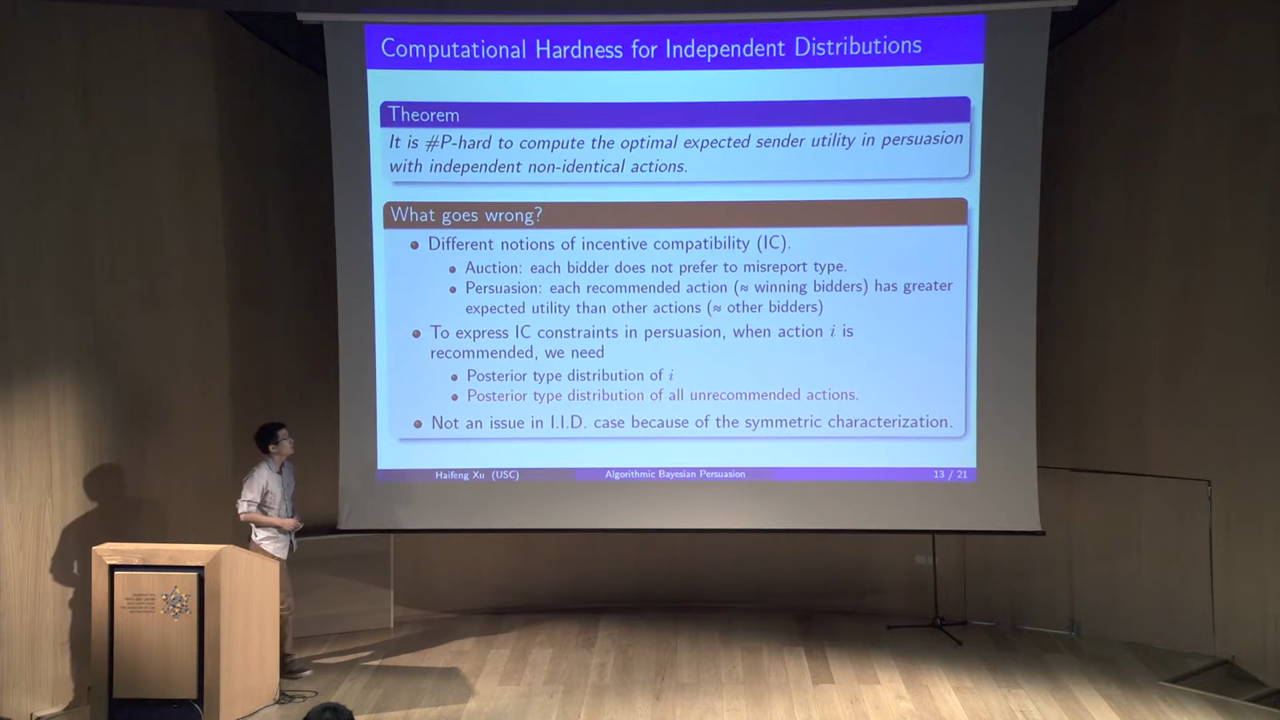 Computational Hardness for Independent Distributions
Theorem
It is #P-hard to compute the optimal expected sender utility in persuasion
with independent non-identical actions.
What goes wrong?
Different notions of incentive compatibility (IC).
Auction: each bidder does not prefer to misreport type.
Persuasion: each recommended action (≈ winning bidders) has greater
expected utility than other actions (≈ other bidders)
To express IC constraints in persuasion, when action i is
recommended, we need
Posterior type distribution of i
Posterior type distribution of all unrecommended actions.
Not an issue in I.I.D. case because of the symmetric characterization.
Haifeng Xu (USC) Algorithmic Bayesian Persuasion 13 / 21